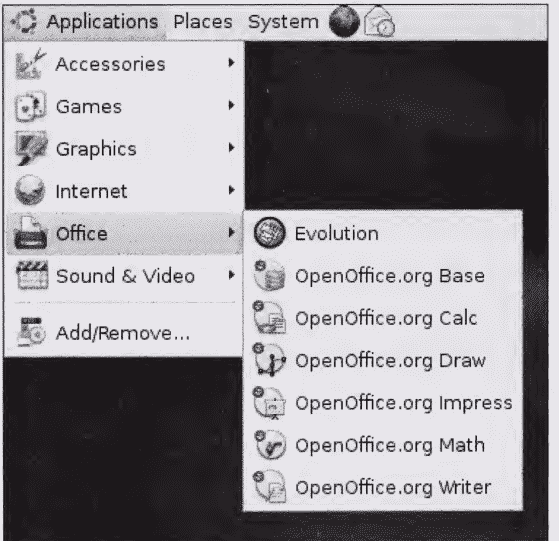 Applications Places System
Accessories
Games
Graphics
Internet
Office
Sound & Video
Add/Remove...
Evolution
OpenOffice.org Base
OpenOffice.org Calc
OpenOffice.org Draw
OpenOffice.org Impress
OpenOffice.org Math
OpenOffice.org Writer